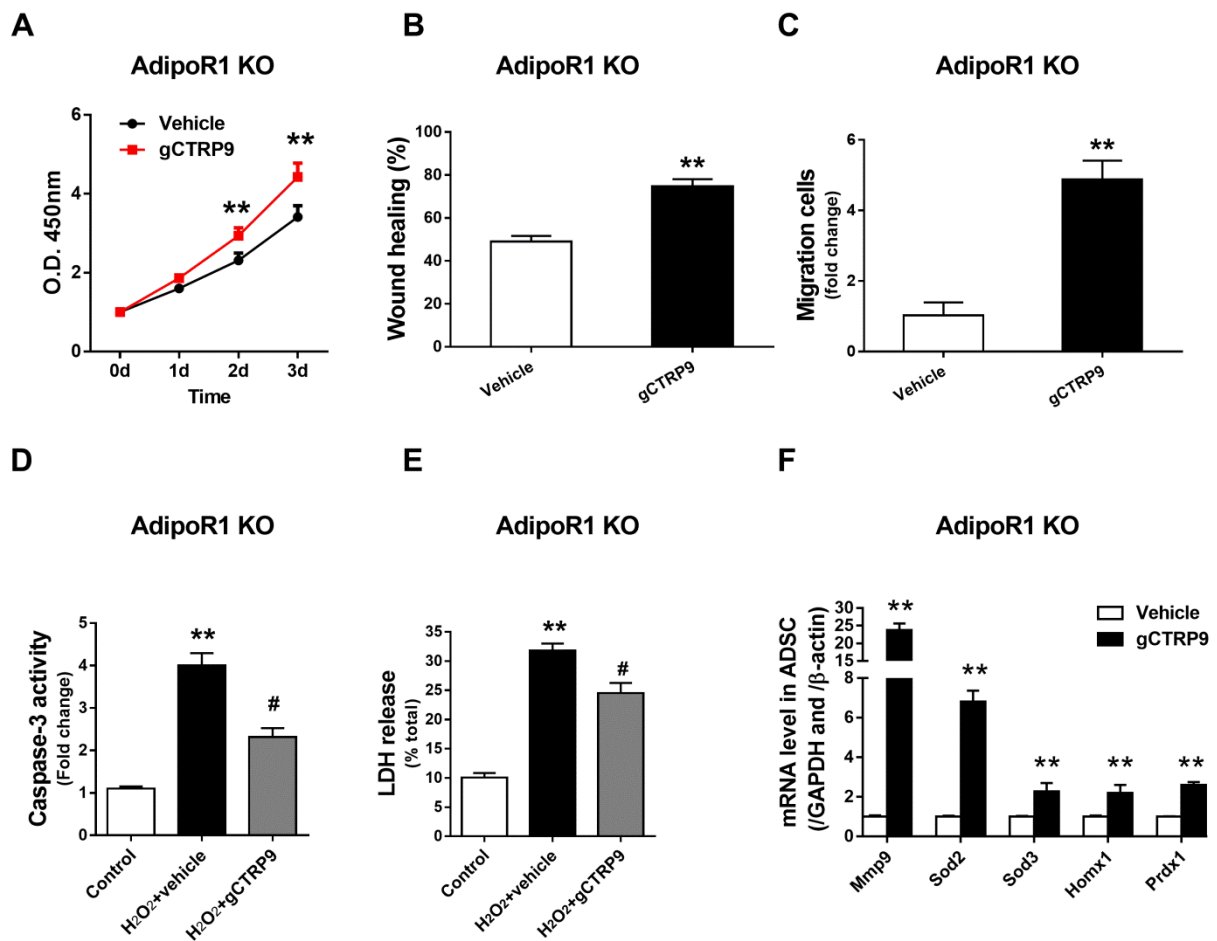 A
AdipoR1 KO
Vehicle
gCTRP9
O.D. 450nm
6
4
2
0
**
**
0d 1d 2d 3d
Time
B
AdipoR1 KO
Wound healing (%)
100
80
60
40
20
0
**
Vehicle
gCTRP9
C
AdipoR1 KO
Migration cells
(fold change)
6
4
2
0
**
Vehicle
gCTRP9
D
AdipoR1 KO
Caspase-3 activity
(Fold change)
5
4
3
2
1
0
**
#
Control
H2O2+vehicle
H2O2+gCTRP9
E
AdipoR1 KO
LDH release
(% total)
35
30
25
20
15
10
5
0
**
#
Control
H2O2+vehicle
H2O2+gCTRP9
F
AdipoR1 KO
Vehicle
gCTRP9
mRNA level in ADSC
(/GAPDH and /β-actin)
30
25
20
15
8
6
4
2
0
**
**
**
**
**
Mmp9
Sod2
Sod3
Homx1
Prdx1